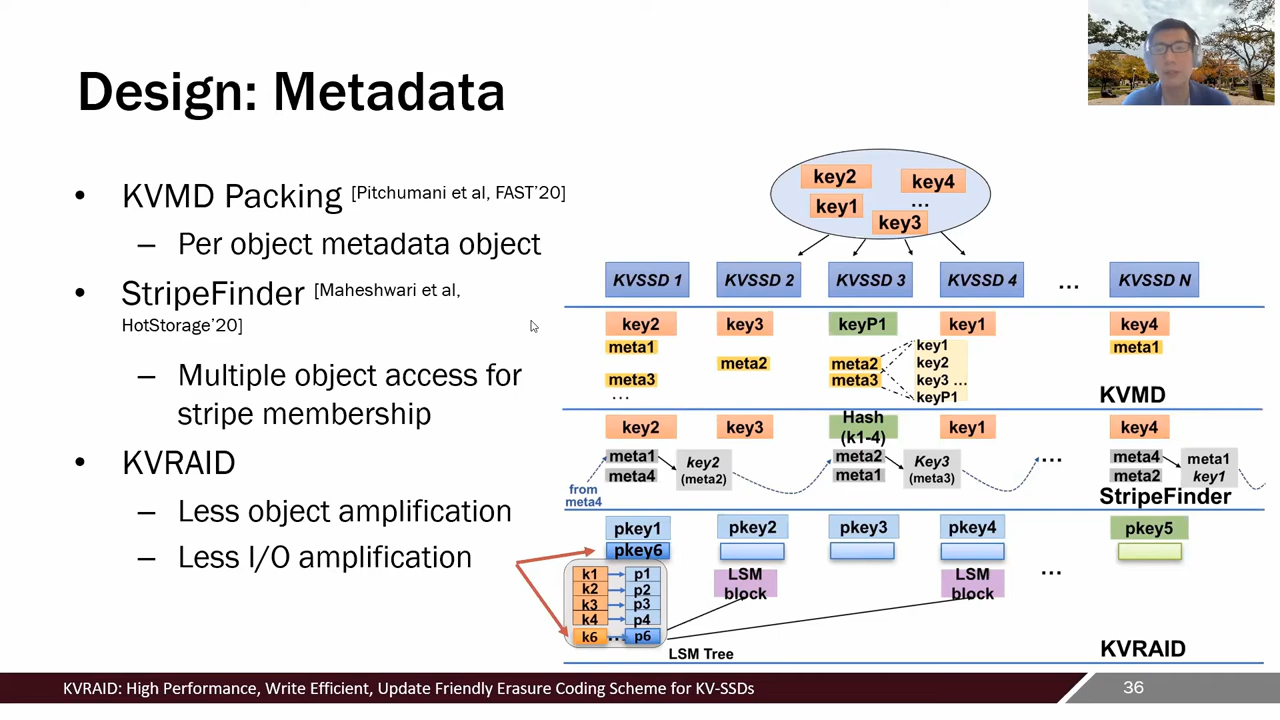 Design: Metadata
• KVMD Packing [Pitchumani et al, FAST'20]
– Per object metadata object
• StripeFinder [Maheshwari et al,
HotStorage'20]
– Multiple object access for
stripe membership
• KVRAID
– Less object amplification
– Less I/O amplification
key2
key4
key1
...
key3
KVSSD 1 KVSSD 2 KVSSD 3 KVSSD 4 ... KVSSD N
key2 key3 keyP1 key1 key4
meta1 key1 meta1
meta2 meta2 key2
meta3 meta3 key3 ...
... keyP1
KVMD
Hash
key2 key3 (k1-4) key1 key4
meta1 key2 meta2 Key3 ... meta4 meta1
meta4 (meta2) meta1 (meta3) meta2 key1
from
meta4
StripeFinder
pkey1 pkey2 pkey3 pkey4 pkey5
pkey6
...
k1 p1 LSM LSM
k2 p2 block block
k3 p3
k4 p4
k6 ... p6
LSM Tree
KVRAID
KVRAID: High Performance, Write Efficient, Update Friendly Erasure Coding Scheme for KV-SSDs
36